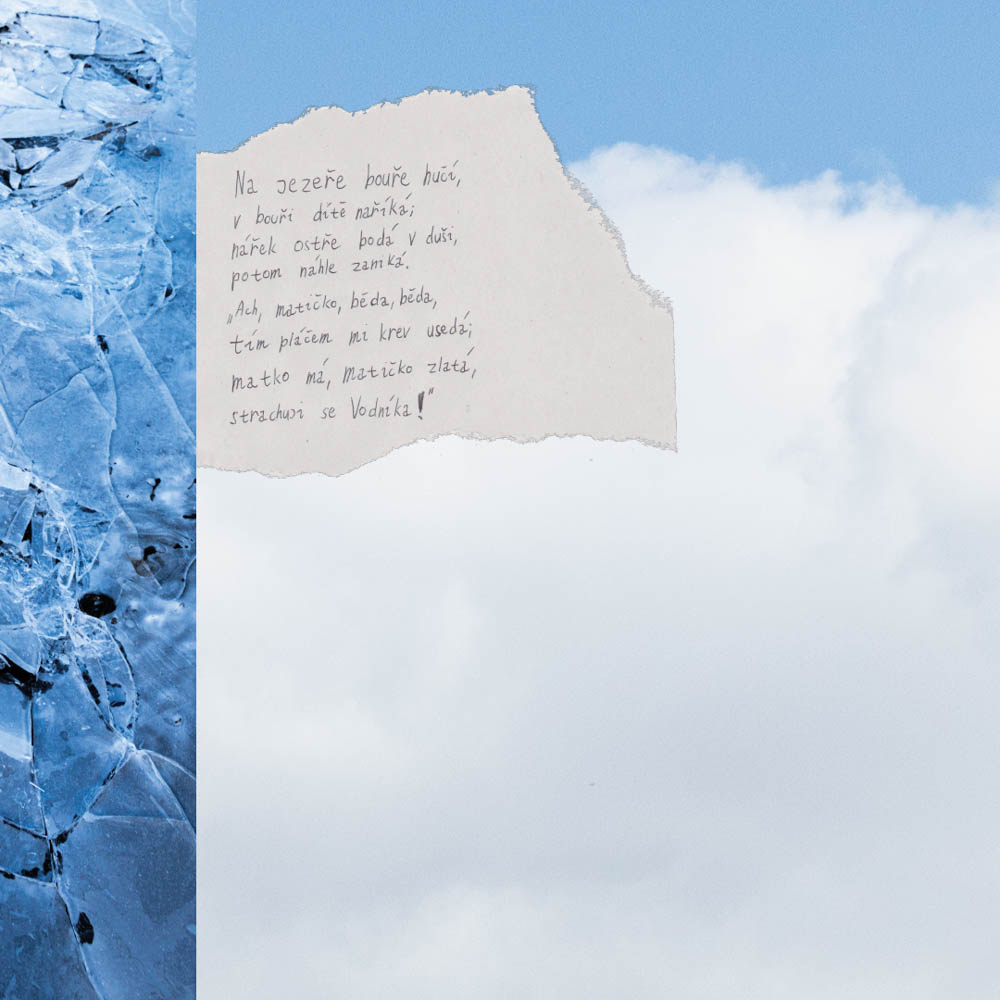 Na jezeře bouře hučí,
v bouři dítě naříká;
nářek ostře bodá v duši,
potom náhle zaniká.
„Ach, matičko, běda, běda,
tím pláčem mi krev usedá;
matko má, matičko zlatá,
strachuji se Vodníka!“